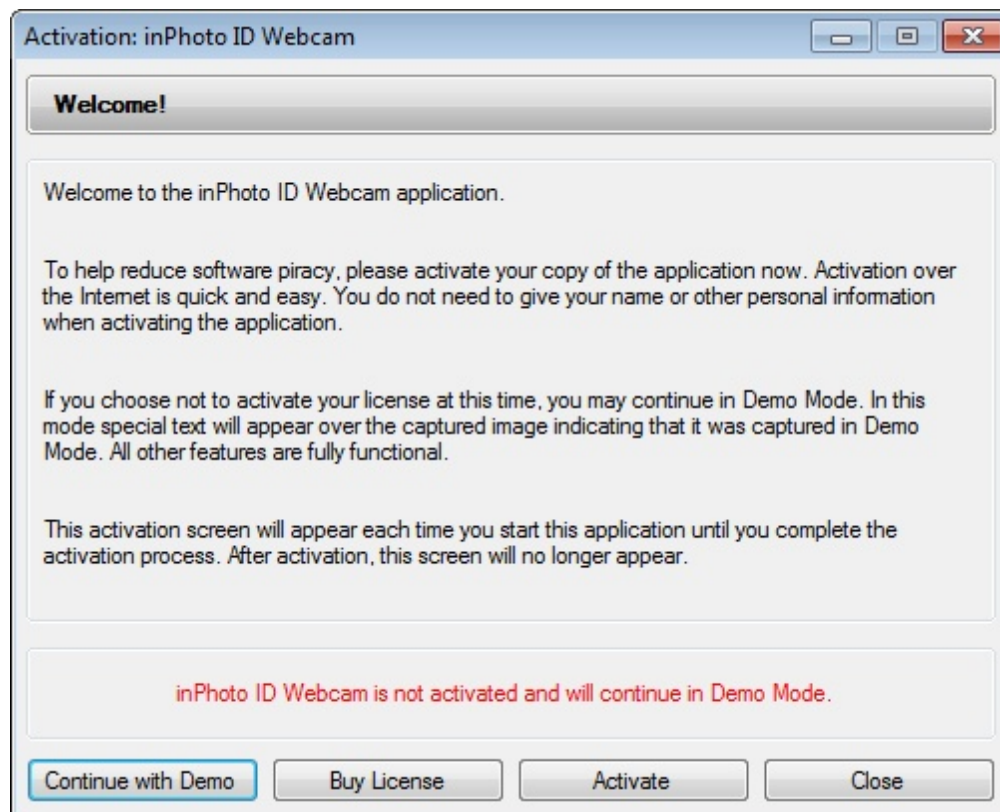 Activation: inPhoto ID Webcam
Welcome!
Welcome to the inPhoto ID Webcam application.
To help reduce software piracy, please activate your copy of the application now. Activation over
the Internet is quick and easy. You do not need to give your name or other personal information
when activating the application.
If you choose not to activate your license at this time, you may continue in Demo Mode. In this
mode special text will appear over the captured image indicating that it was captured in Demo
Mode. All other features are fully functional.
This activation screen will appear each time you start this application until you complete the
activation process. After activation, this screen will no longer appear.
inPhoto ID Webcam is not activated and will continue in Demo Mode.
Continue with Demo
Buy License
Activate
Close